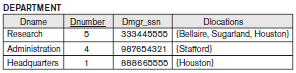 DEPARTMENT
Dname Dnumber Dmgr_ssn Dlocations
Research 5 333445555 {Bellaire, Sugarland, Houston}
Administration 4 987654321 {Stafford}
Headquarters 1 888665555 {Houston}